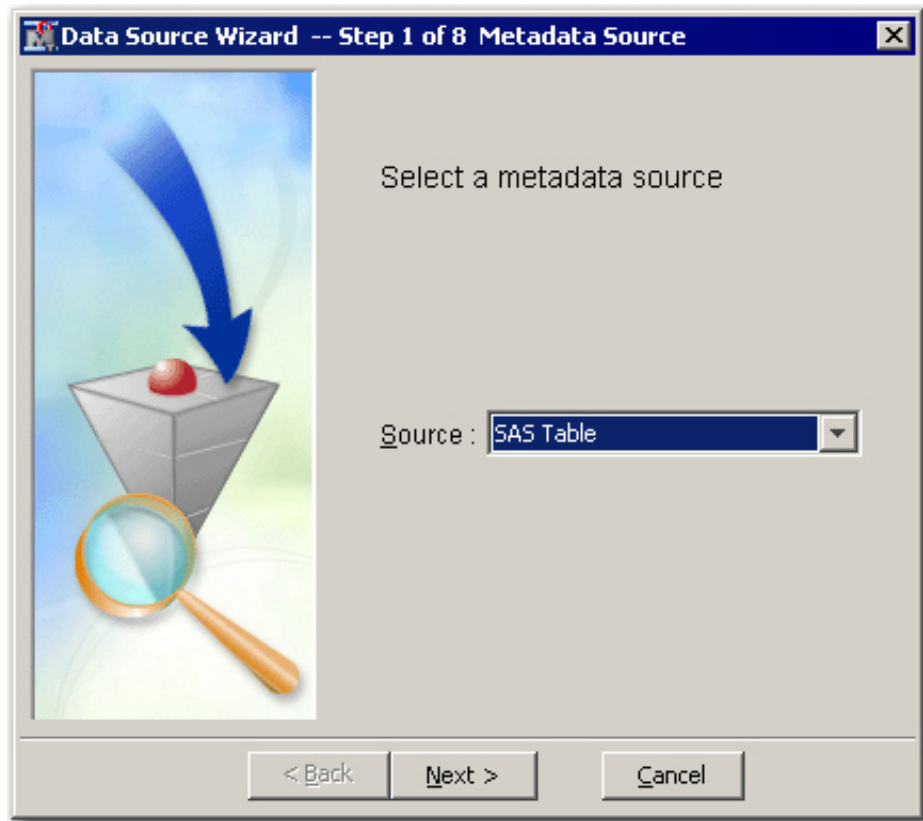 Data Source Wizard -- Step 1 of 8 Metadata Source
Select a metadata source
Source : SAS Table
< Back Next > Cancel